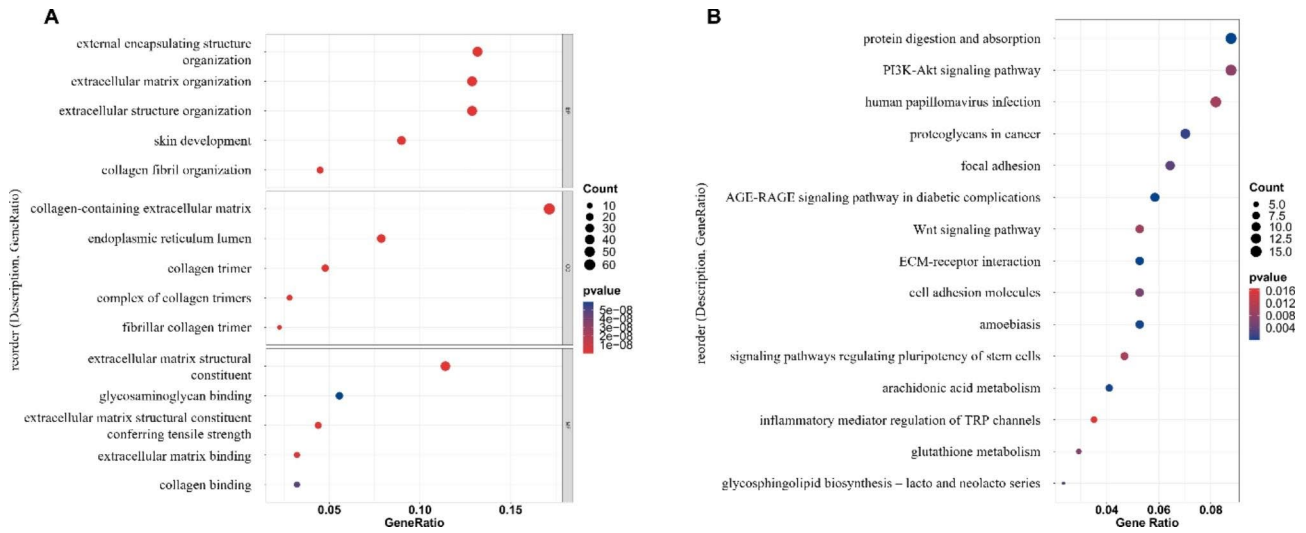 A
external encapsulating structure
organization
extracellular matrix organization
extracellular structure organization
skin development
collagen fibril organization
collagen-containing extracellular matrix
endoplasmic reticulum lumen
collagen trimer
complex of collagen trimers
fibrillar collagen trimer
extracellular matrix structural
constituent
glycosaminoglycan binding
extracellular matrix structural constituent
conferring tensile strength
extracellular matrix binding
collagen binding
reorder (Description, GeneRatio)
0.05 0.10 0.15
GeneRatio
Count
10
20
30
40
50
60
pvalue
5e−08
4e−08
3e−08
2e−08
1e−08
B
protein digestion and absorption
PI3K-Akt signaling pathway
human papillomavirus infection
proteoglycans in cancer
focal adhesion
AGE-RAGE signaling pathway in diabetic complications
Wnt signaling pathway
ECM-receptor interaction
cell adhesion molecules
amoebiasis
signaling pathways regulating pluripotency of stem cells
arachidonic acid metabolism
inflammatory mediator regulation of TRP channels
glutathione metabolism
glycosphingolipid biosynthesis – lacto and neolacto series
reorder (Description, GeneRatio)
0.04 0.06 0.08
Gene Ratio
Count
5.0
7.5
10.0
12.5
15.0
pvalue
0.016
0.012
0.008
0.004